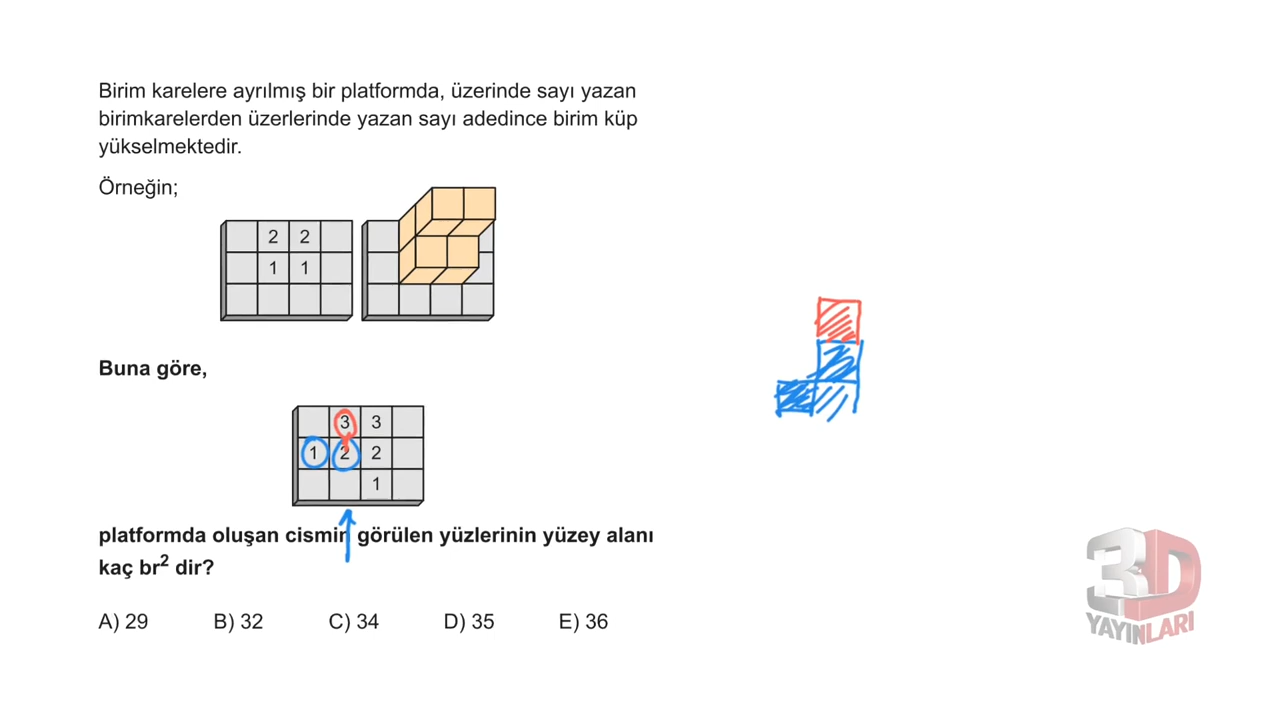 Birim karelere ayrılmış bir platformda, üzerinde sayı yazan
birimkarelerden üzerlerinde yazan sayı adedince birim küp
yükselmektedir.
Örneğin;
2 2
1 1
Buna göre,
3 3
1 2 2
1
platformda oluşan cismin görülen yüzlerinin yüzey alanı
kaç br² dir?
A) 29 B) 32 C) 34 D) 35 E) 36
3D
YAYINLARI